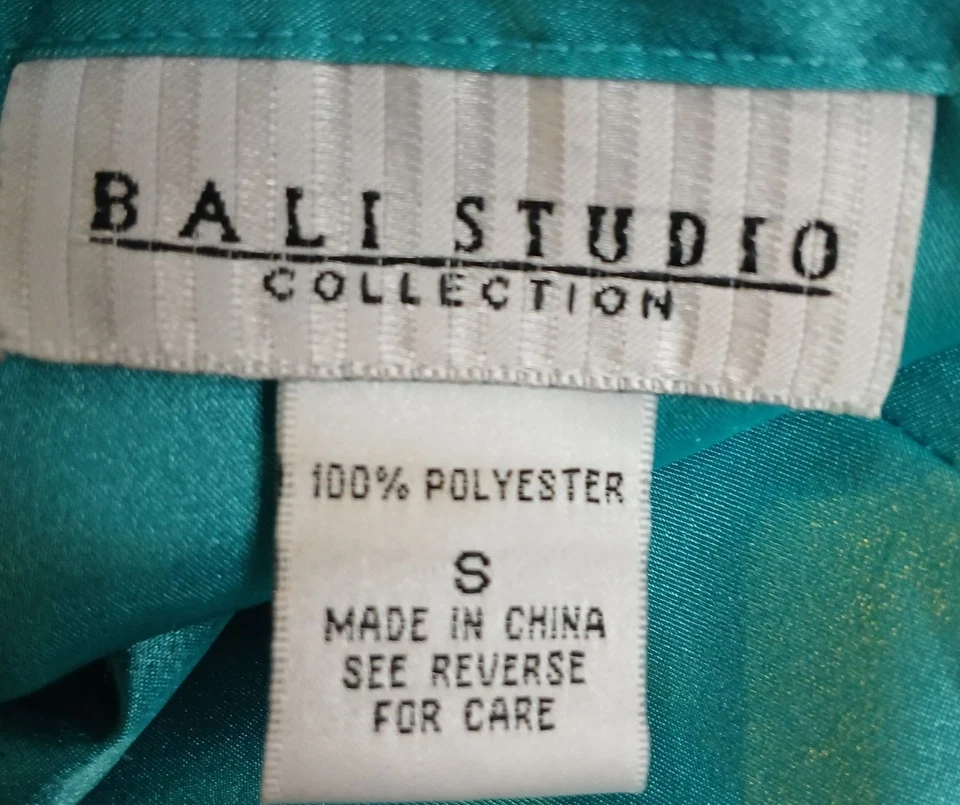 BALI STUDIO
COLLECTION
100% POLYESTER
S
MADE IN CHINA
SEE REVERSE
FOR CARE